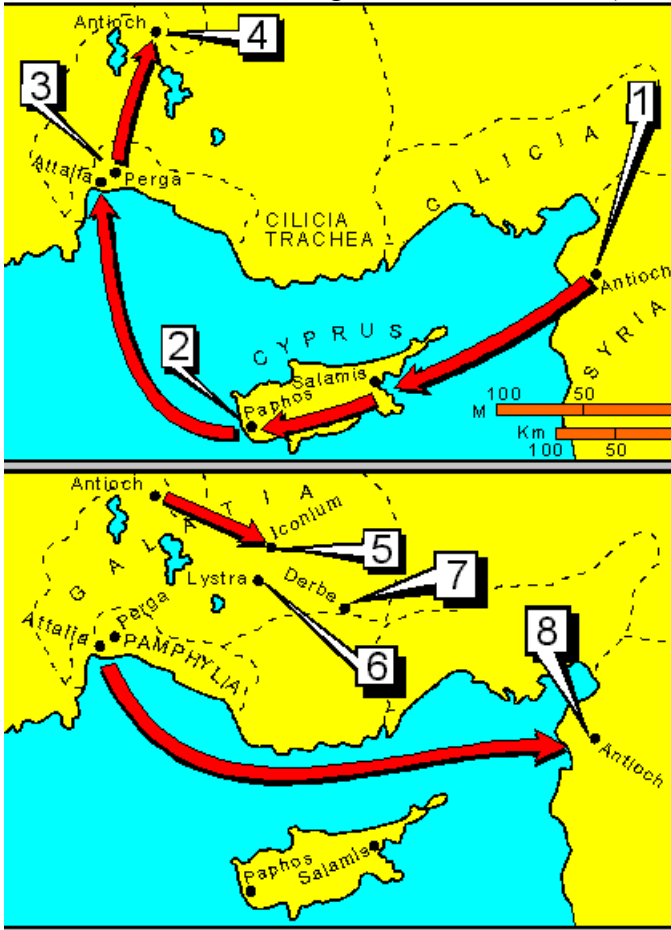 Antioch
4
3
1
Attalia
Perga
CILICIA
CILICIA
TRACHEA
Antioch
SYRIA
CYPRUS
2
Salamis
Paphos
100 50
M
Km
100 50
Antioch
GALATIA
Iconium
5
Lystra
Derbe
7
Perga
Attalia
PAMPHYLIA
6
8
Antioch
Paphos
Salamis